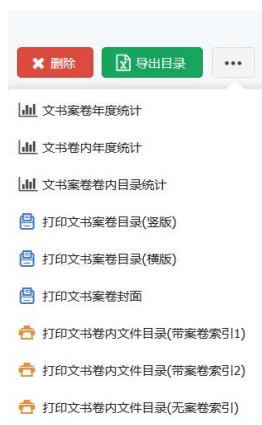 删除 导出目录
文书案卷年度统计
文书卷内年度统计
文书案卷卷内目录统计
打印文书案卷目录(竖版)
打印文书案卷目录(横版)
打印文书案卷封面
打印文书卷内文件目录(带案卷索引1)
打印文书卷内文件目录(带案卷索引2)
打印文书卷内文件目录(无案卷索引)